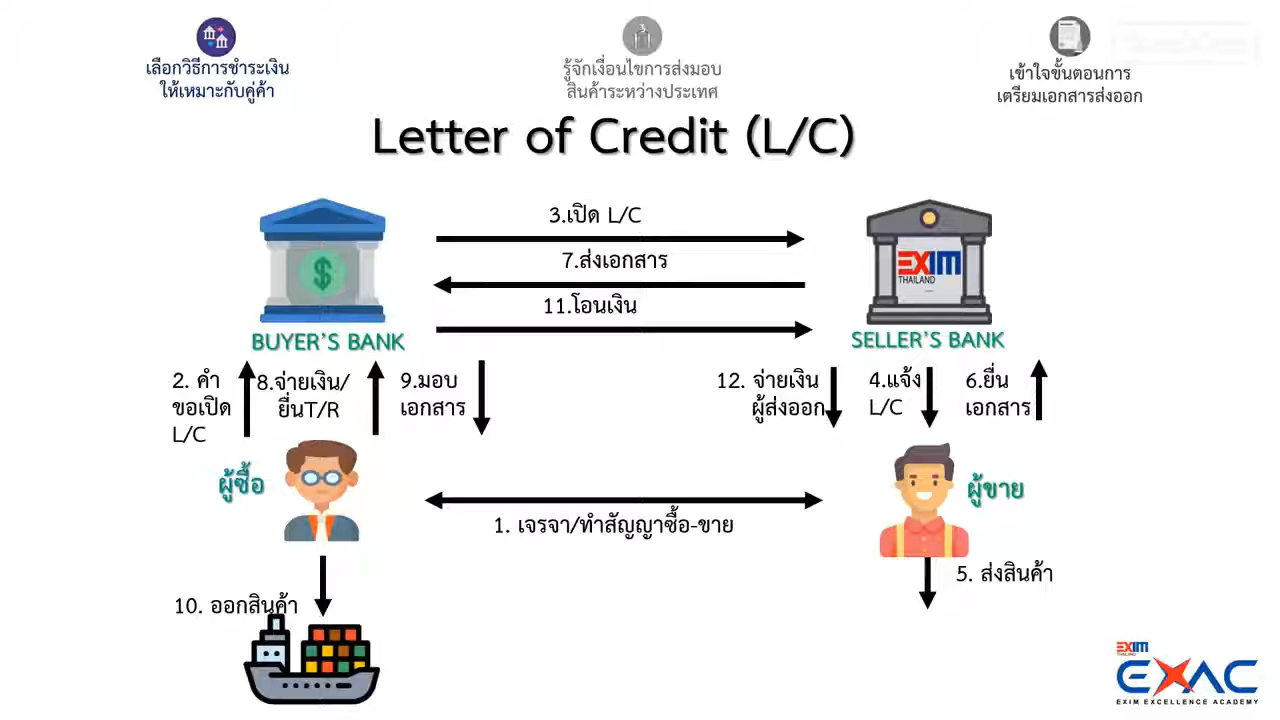 เลือกวิธีการชำระเงิน
ให้เหมาะกับคู่ค้า
รู้จักเงื่อนไขการส่งมอบ
สินค้าระหว่างประเทศ
เข้าใจขั้นตอนการ
เตรียมเอกสารส่งออก
Letter of Credit (L/C)
3.เปิด L/C
7.ส่งเอกสาร
11.โอนเงิน
$
EXIM
THAILAND
BUYER'S BANK
SELLER'S BANK
2. คำ
ขอเปิด
L/C
8.จ่ายเงิน/
ยื่นT/R
9.มอบ
เอกสาร
12. จ่ายเงิน
ผู้ส่งออก
4.แจ้ง
L/C
6.ยื่น
เอกสาร
ผู้ซื้อ
ผู้ขาย
1. เจรจา/ทำสัญญาซื้อ-ขาย
5. ส่งสินค้า
10. ออกสินค้า
EXIM
THAILAND
EXAC
EXIM EXCELLENCE ACADEMY